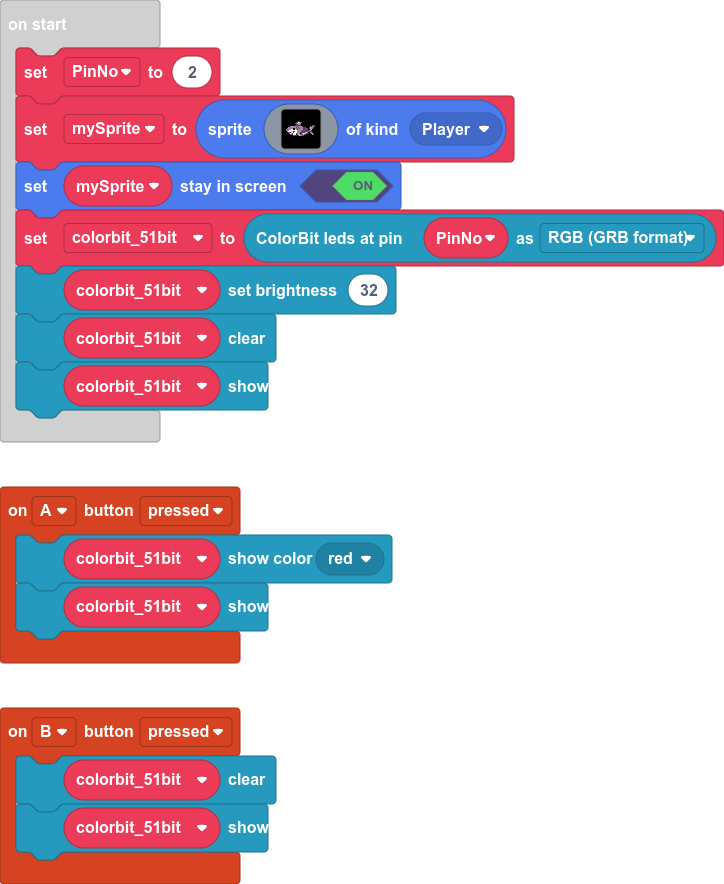 on start
set PinNo to 2
set mySprite to sprite of kind Player
set mySprite stay in screen ON
set colorbit_51bit to ColorBit leds at pin PinNo as RGB (GRB format)
colorbit_51bit set brightness 32
colorbit_51bit clear
colorbit_51bit show
on A button pressed
colorbit_51bit show color red
colorbit_51bit show
on B button pressed
colorbit_51bit clear
colorbit_51bit show